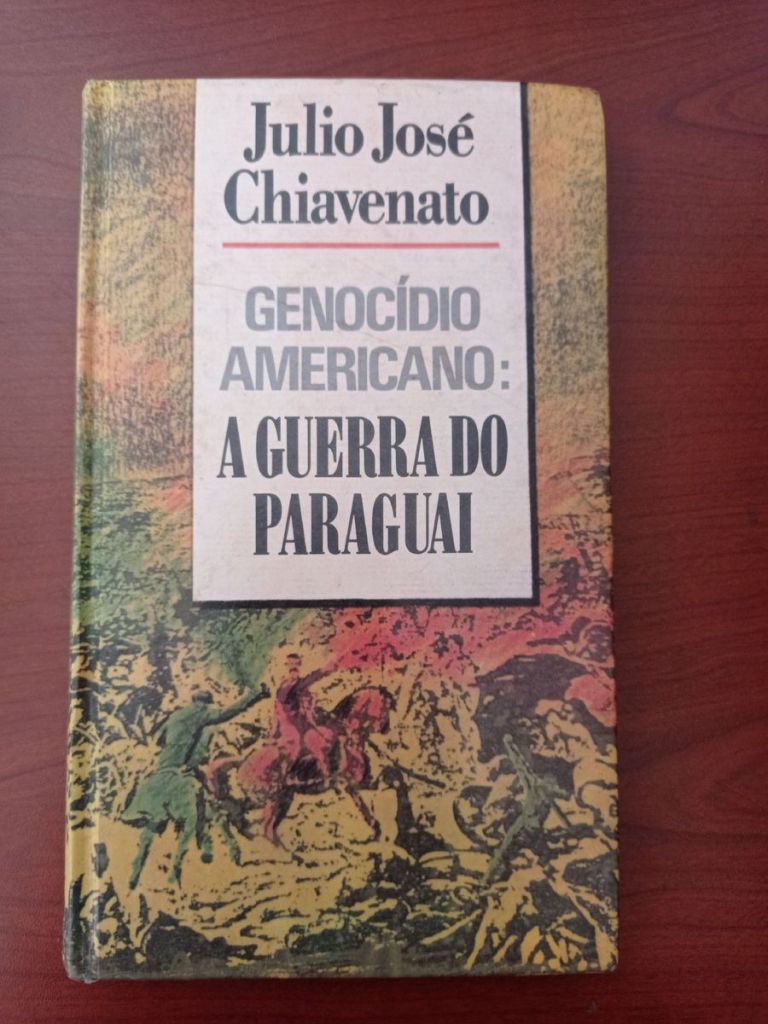 Julio José
Chiavenato
GENOCÍDIO
AMERICANO:
A GUERRA DO
PARAGUAI